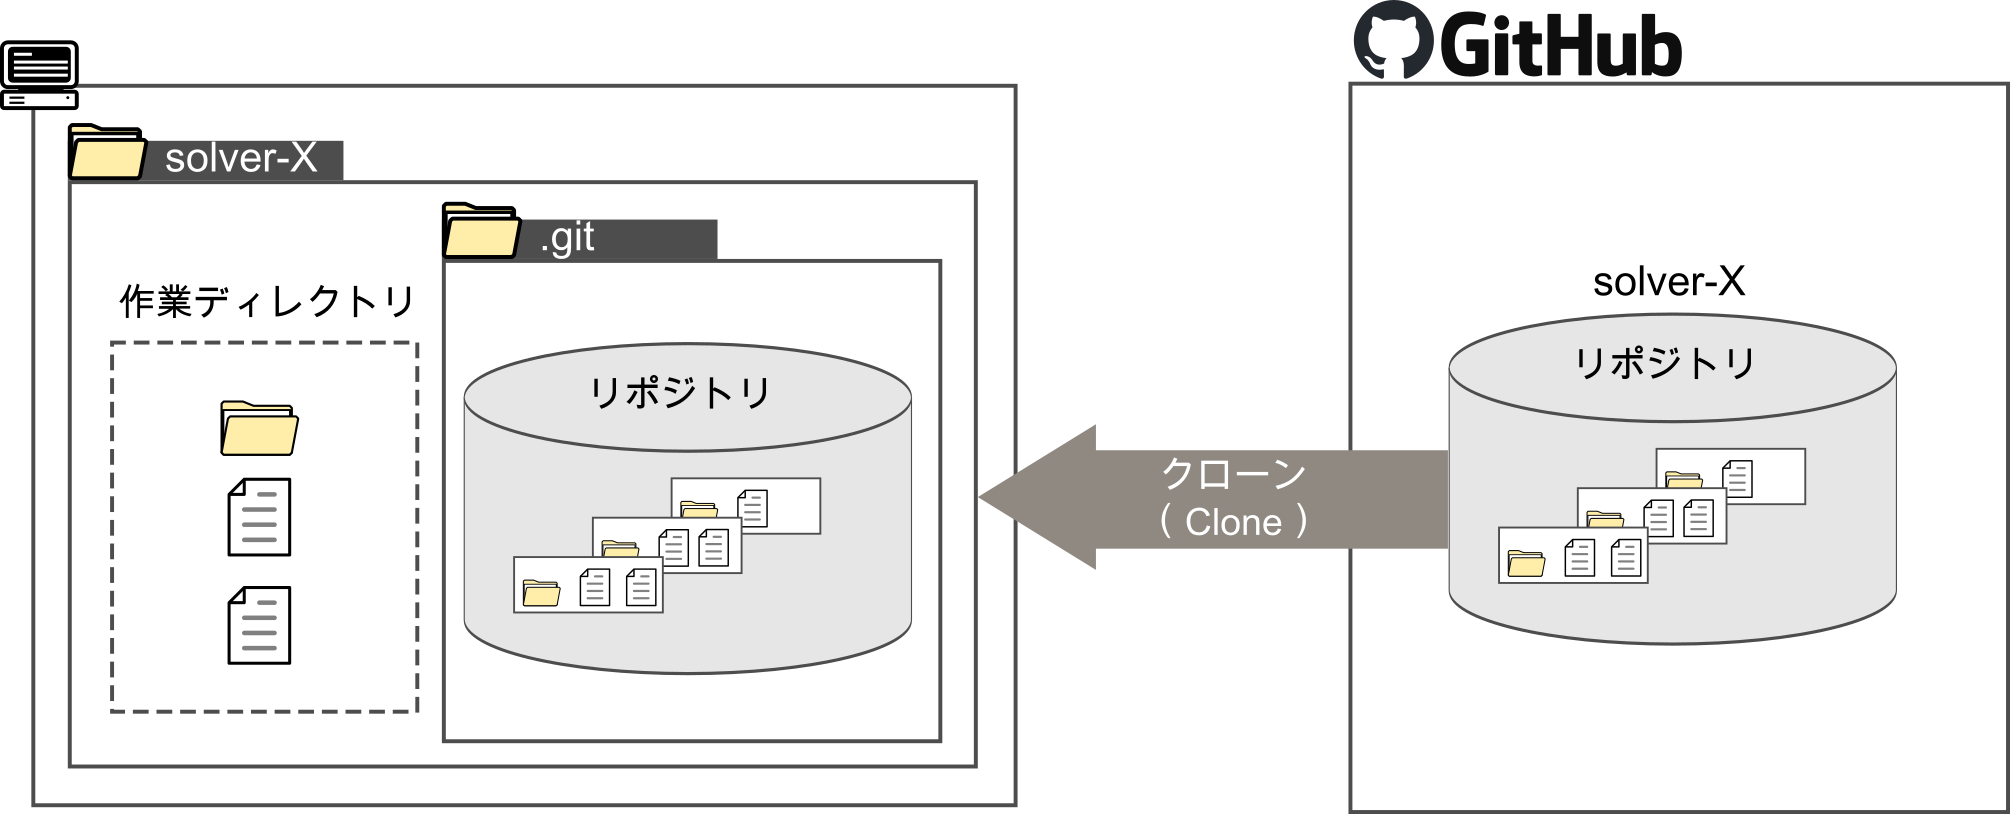 GitHub
solver-X
.git
作業ディレクトリ
リポジトリ
クローン
( Clone )
solver-X
リポジトリ